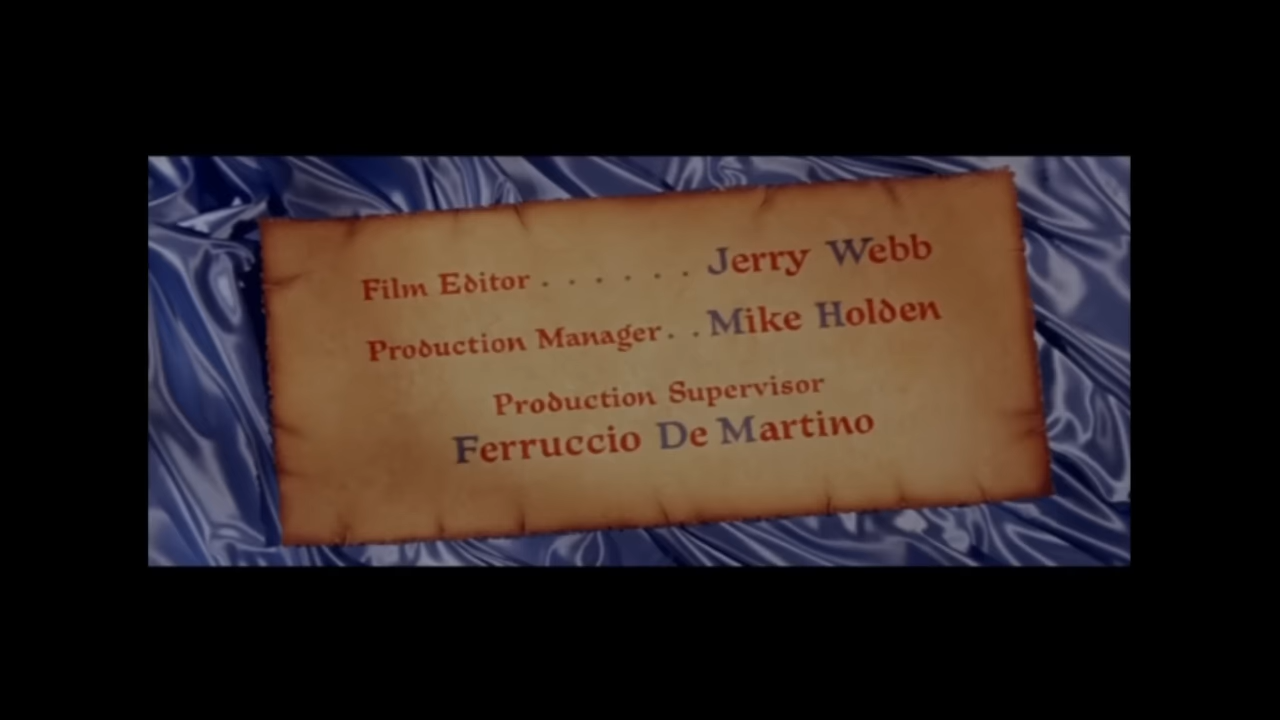 Film Editor . . . . . . Jerry Webb
Production Manager . . Mike Holden
Production Supervisor
Ferruccio De Martino